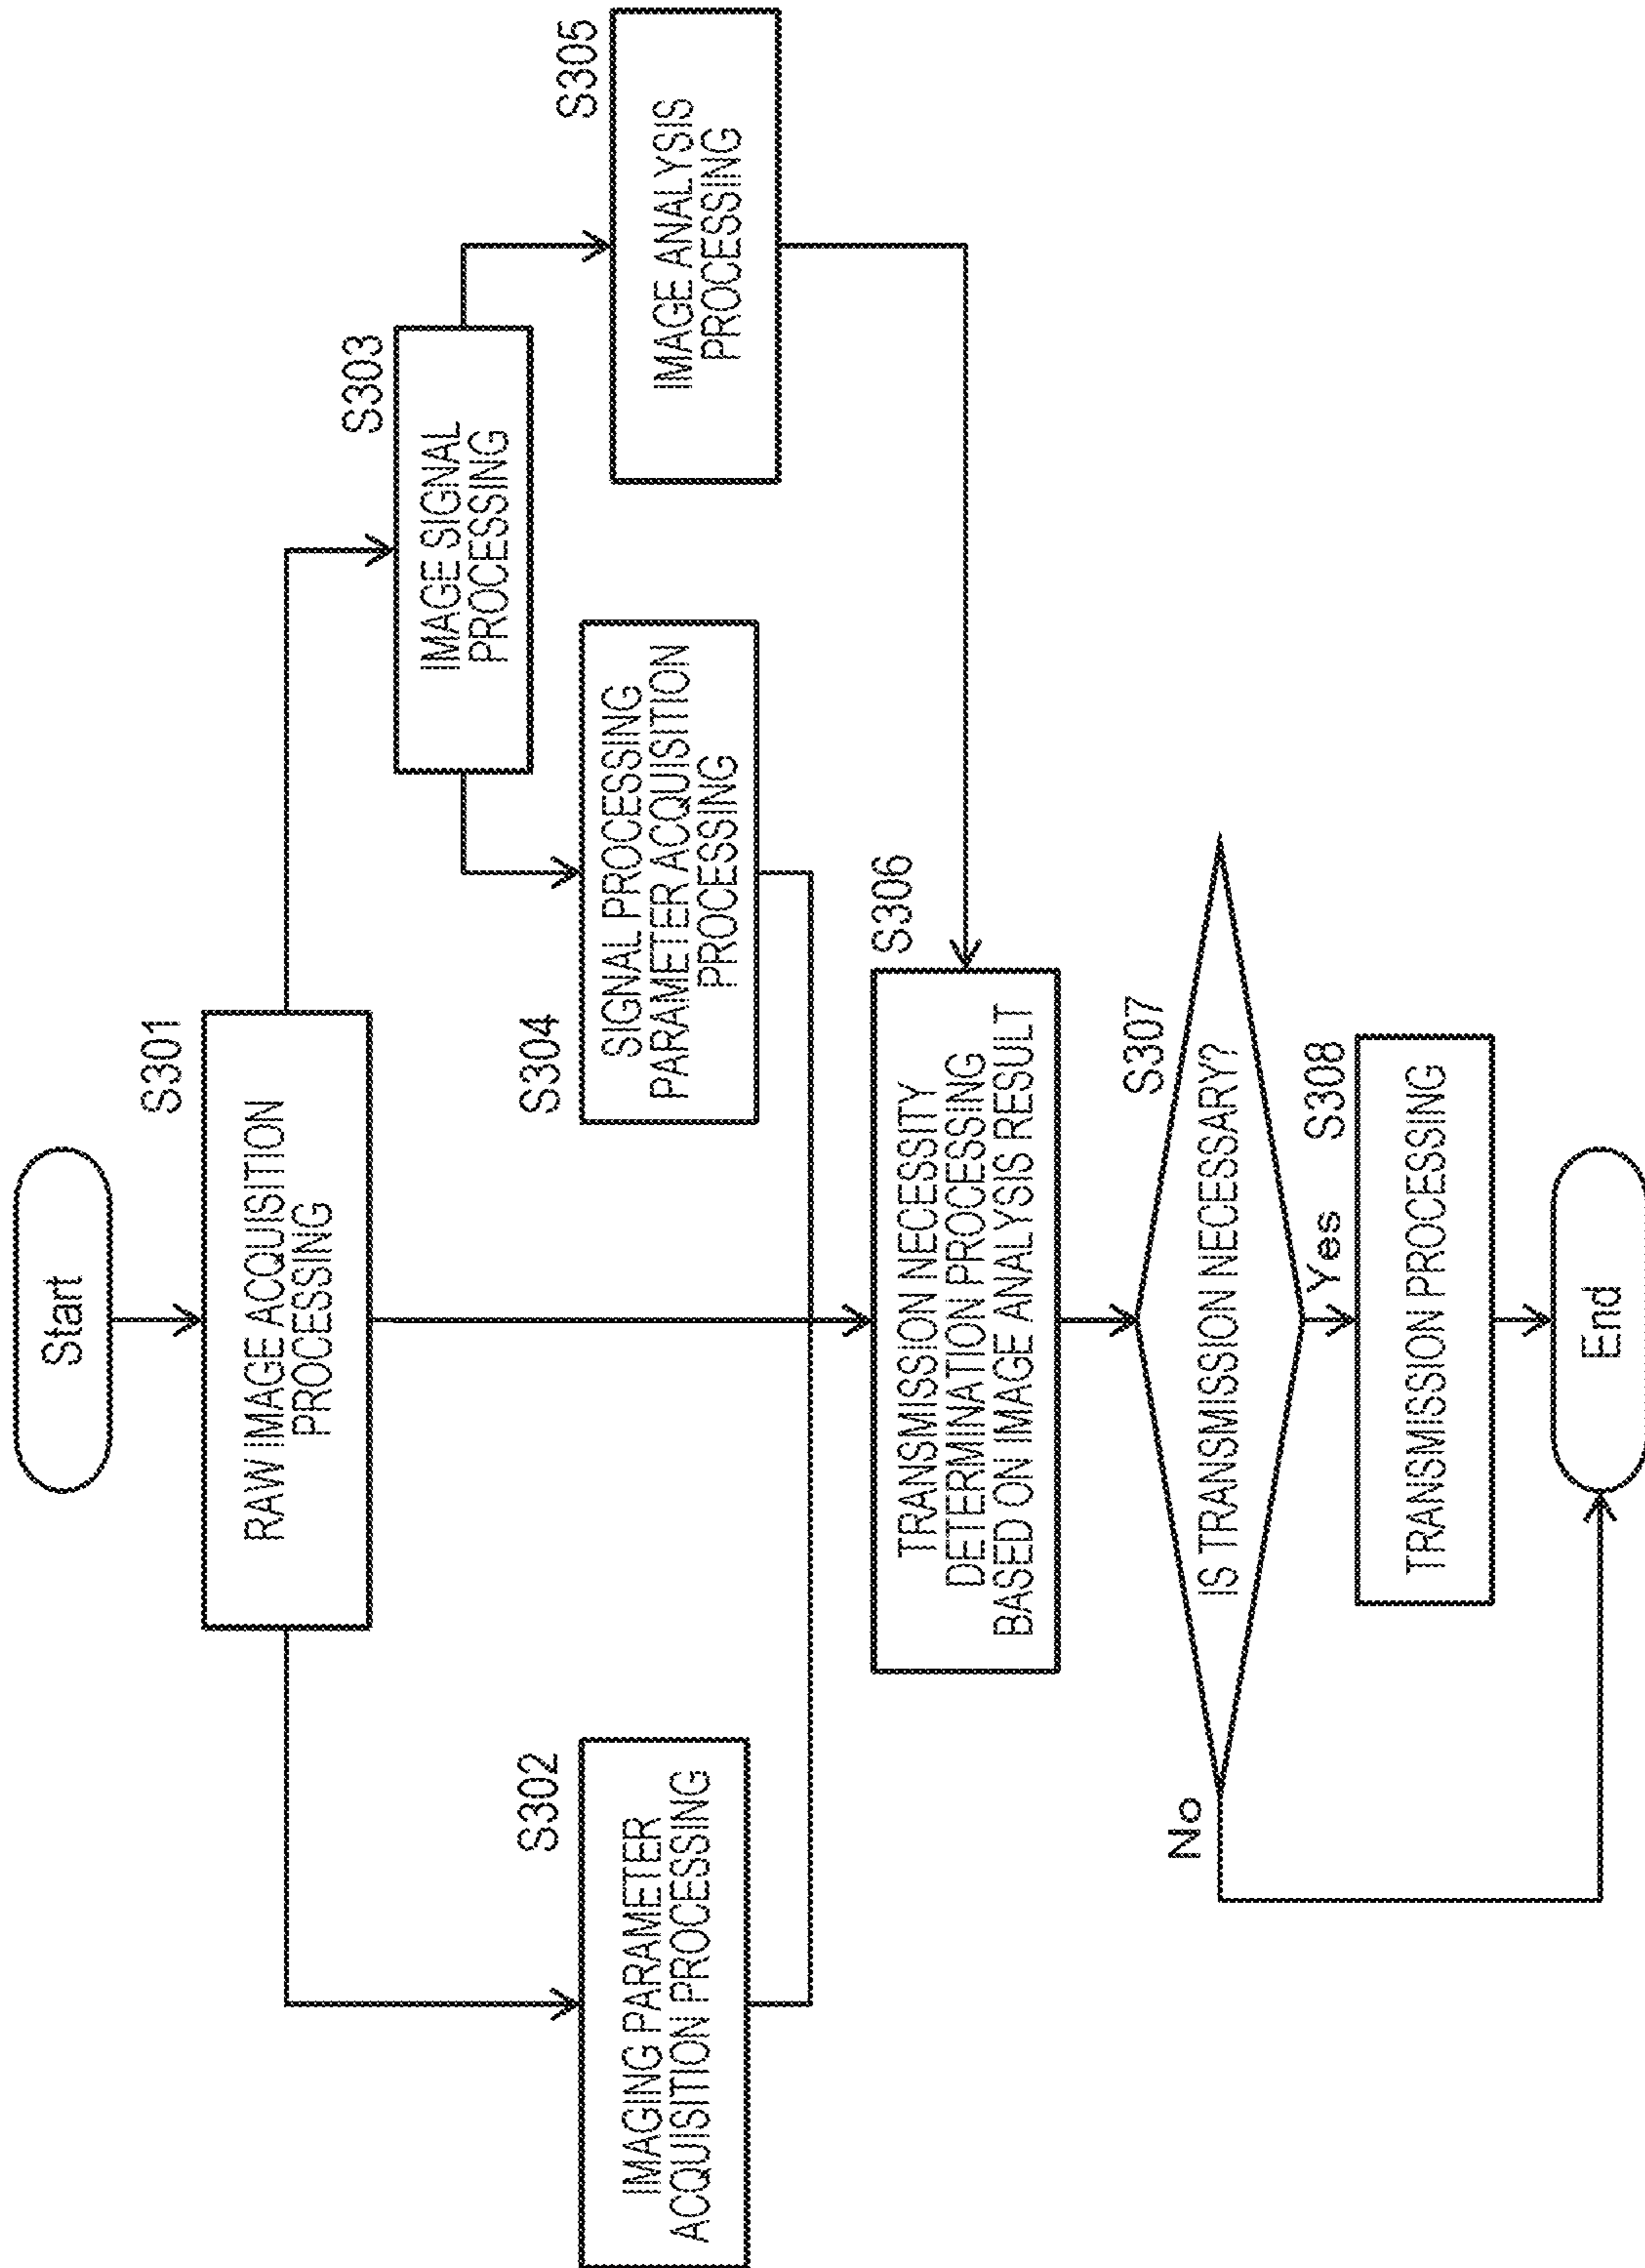 Start
S301
RAW IMAGE ACQUISITION
PROCESSING
S302
IMAGING PARAMETER
ACQUISITION PROCESSING
S303
IMAGE SIGNAL
PROCESSING
S304
SIGNAL PROCESSING
PARAMETER ACQUISITION
PROCESSING
S305
IMAGE ANALYSIS
PROCESSING
S306
TRANSMISSION NECESSITY
DETERMINATION PROCESSING
BASED ON IMAGE ANALYSIS RESULT
S307
IS TRANSMISSION NECESSARY?
No
Yes
S308
TRANSMISSION PROCESSING
End